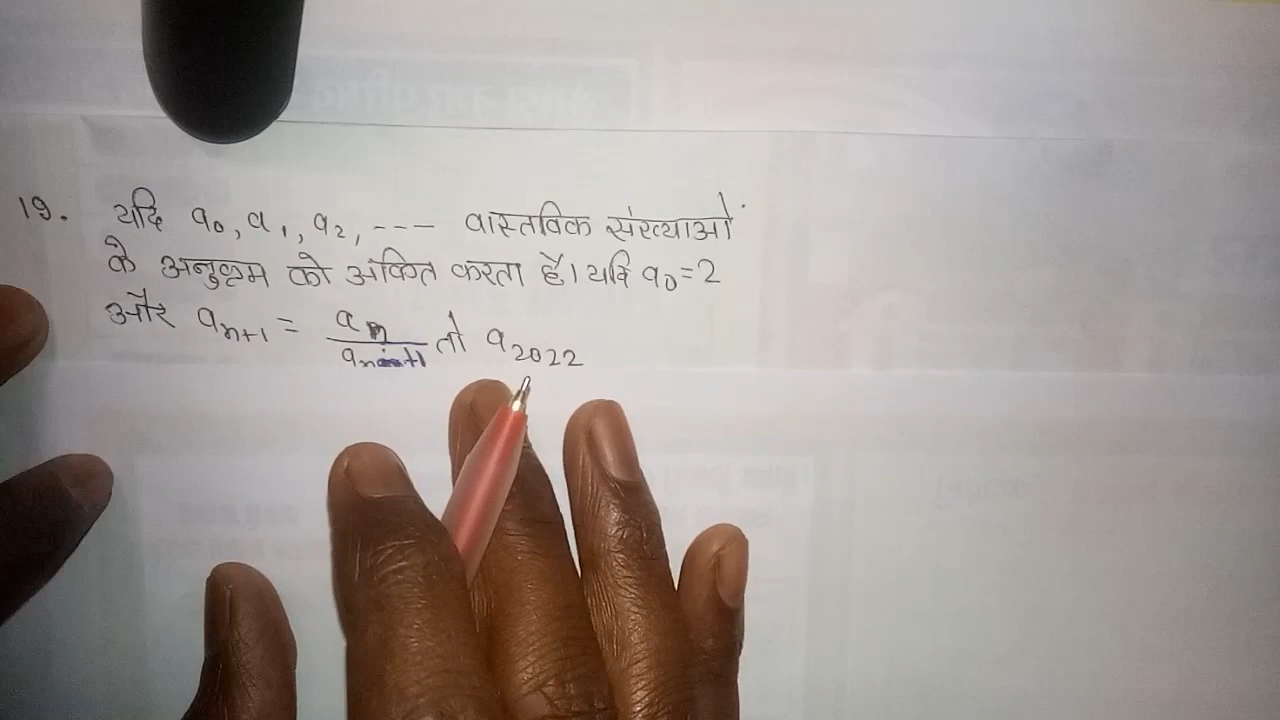 19. यदि a₀, a₁, a₂, --- वास्तविक संख्याओं
के अनुक्रम को अंकित करता है। यदि a₀=2
और aₙ₊₁ = aₙ/aₙ+1 तो a₂₀₂₂